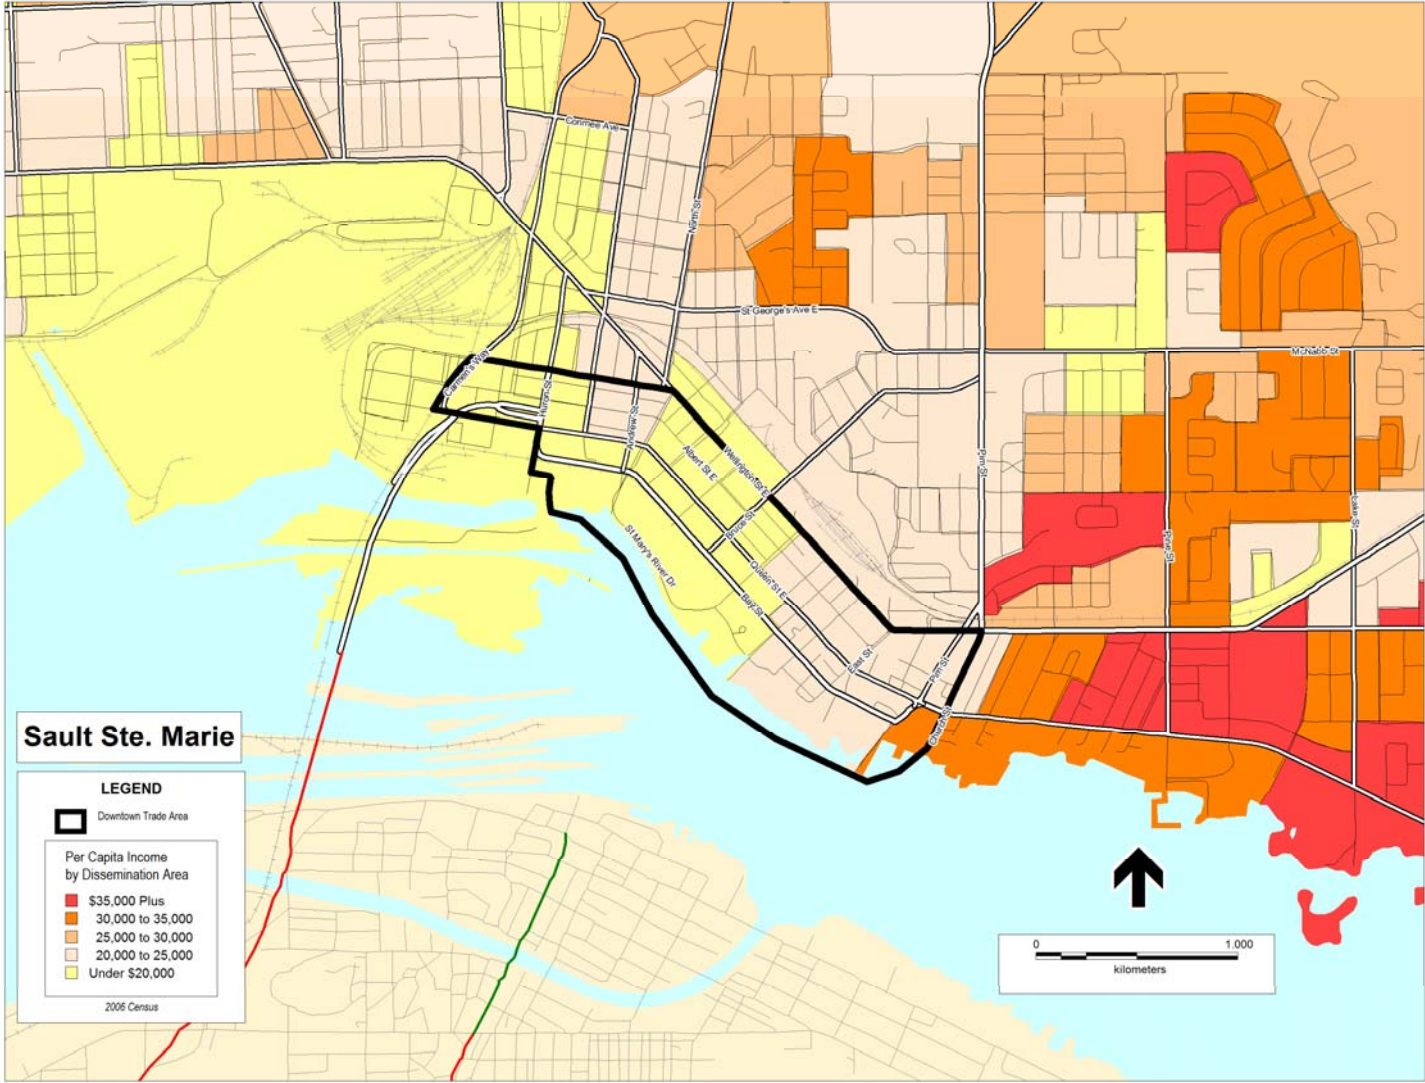 Conmee Ave
North St
St George's Ave E
McNabb St
Carmen's Way
Huron St
Andrew St
Albert St E
Wellington St E
Pim St
Lake St
Pine St
Bruce St
St Mary's River Dr
Queen St E
Bay St
East St
Pim St
Church St
Sault Ste. Marie
LEGEND
Downtown Trade Area
Per Capita Income
by Dissemination Area
$35,000 Plus
30,000 to 35,000
25,000 to 30,000
20,000 to 25,000
Under $20,000
2006 Census
0 1.000
kilometers